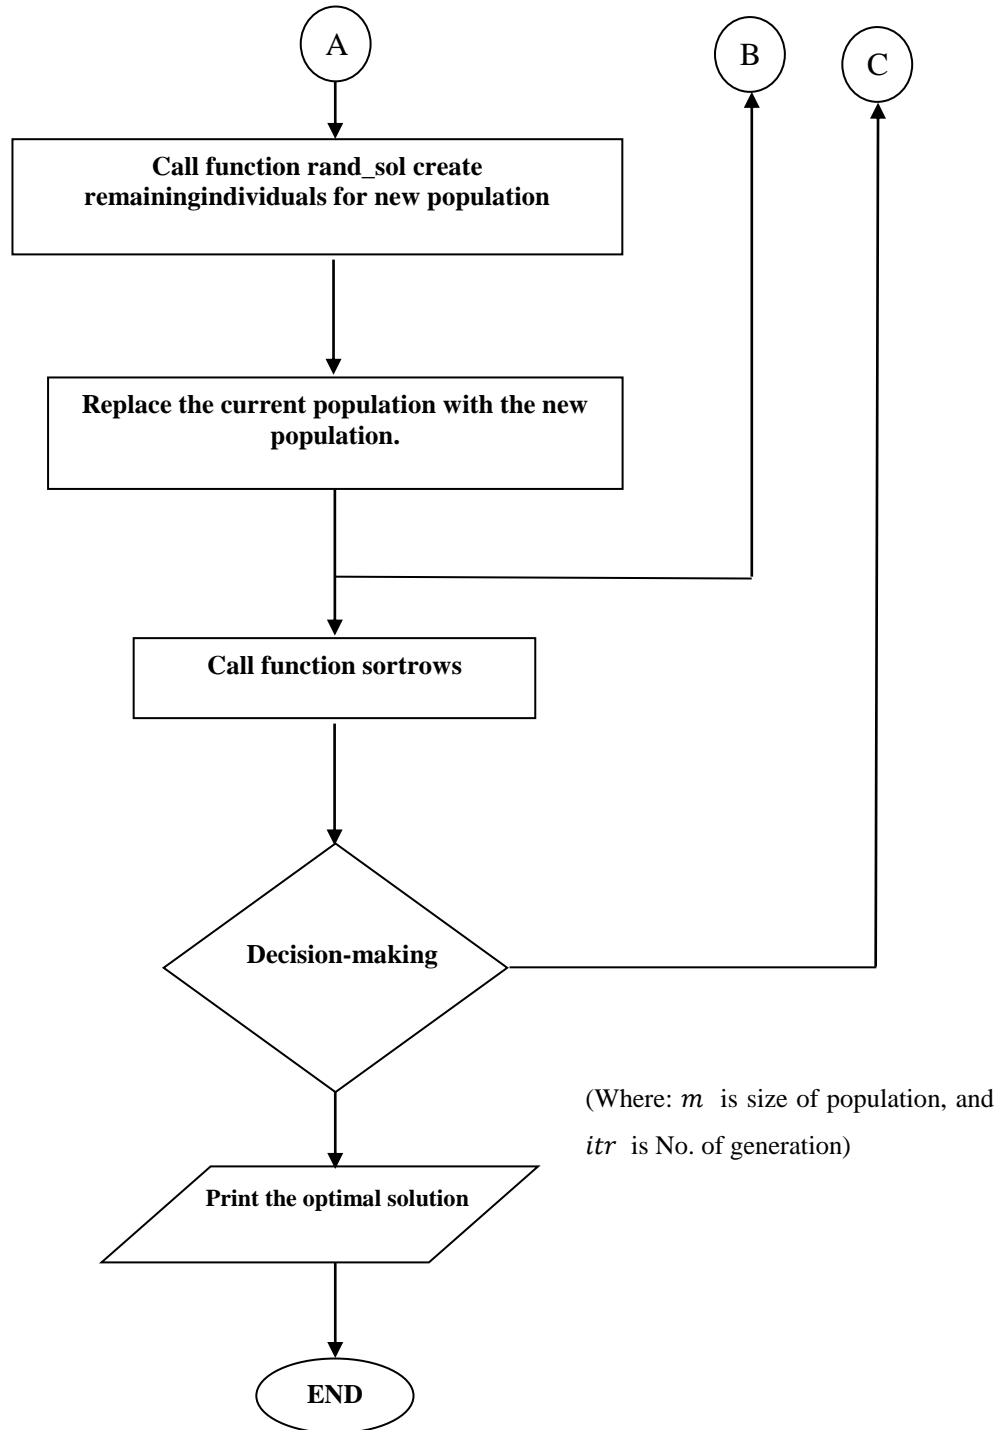 A
B
C
Call function rand_sol create
remainingindividuals for new population
Replace the current population with the new
population.
Call function sortrows
Decision-making
(Where: m is size of population, and
itr is No. of generation)
Print the optimal solution
END